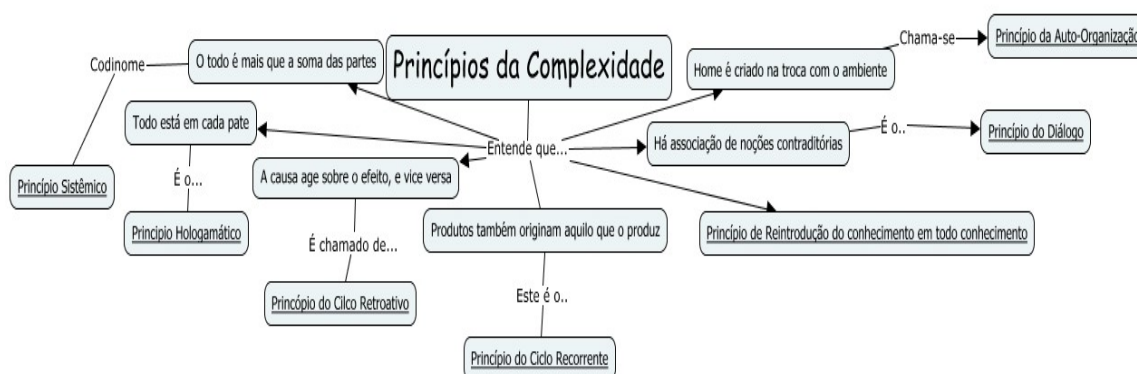 Princípios da Complexidade
Chama-se
Princípio da Auto-Organização
Codinome
O todo é mais que a soma das partes
Home é criado na troca com o ambiente
Todo está em cada pate
Entende que...
Há associação de noções contraditórias
É o..
Princípio do Diálogo
Princípio Sistêmico
É o...
A causa age sobre o efeito, e vice versa
Principio Hologamático
Produtos também originam aquilo que o produz
Princípio de Reintrodução do conhecimento em todo conhecimento
É chamado de...
Princópio do Cilco Retroativo
Este é o..
Princípio do Ciclo Recorrente